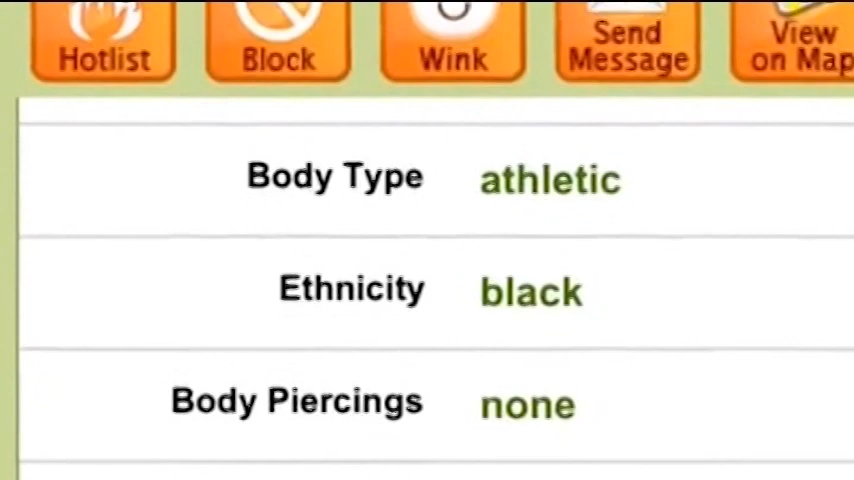 Hotlist
Block
Wink
Send
Message
View
on Map
Body Type athletic
Ethnicity black
Body Piercings none